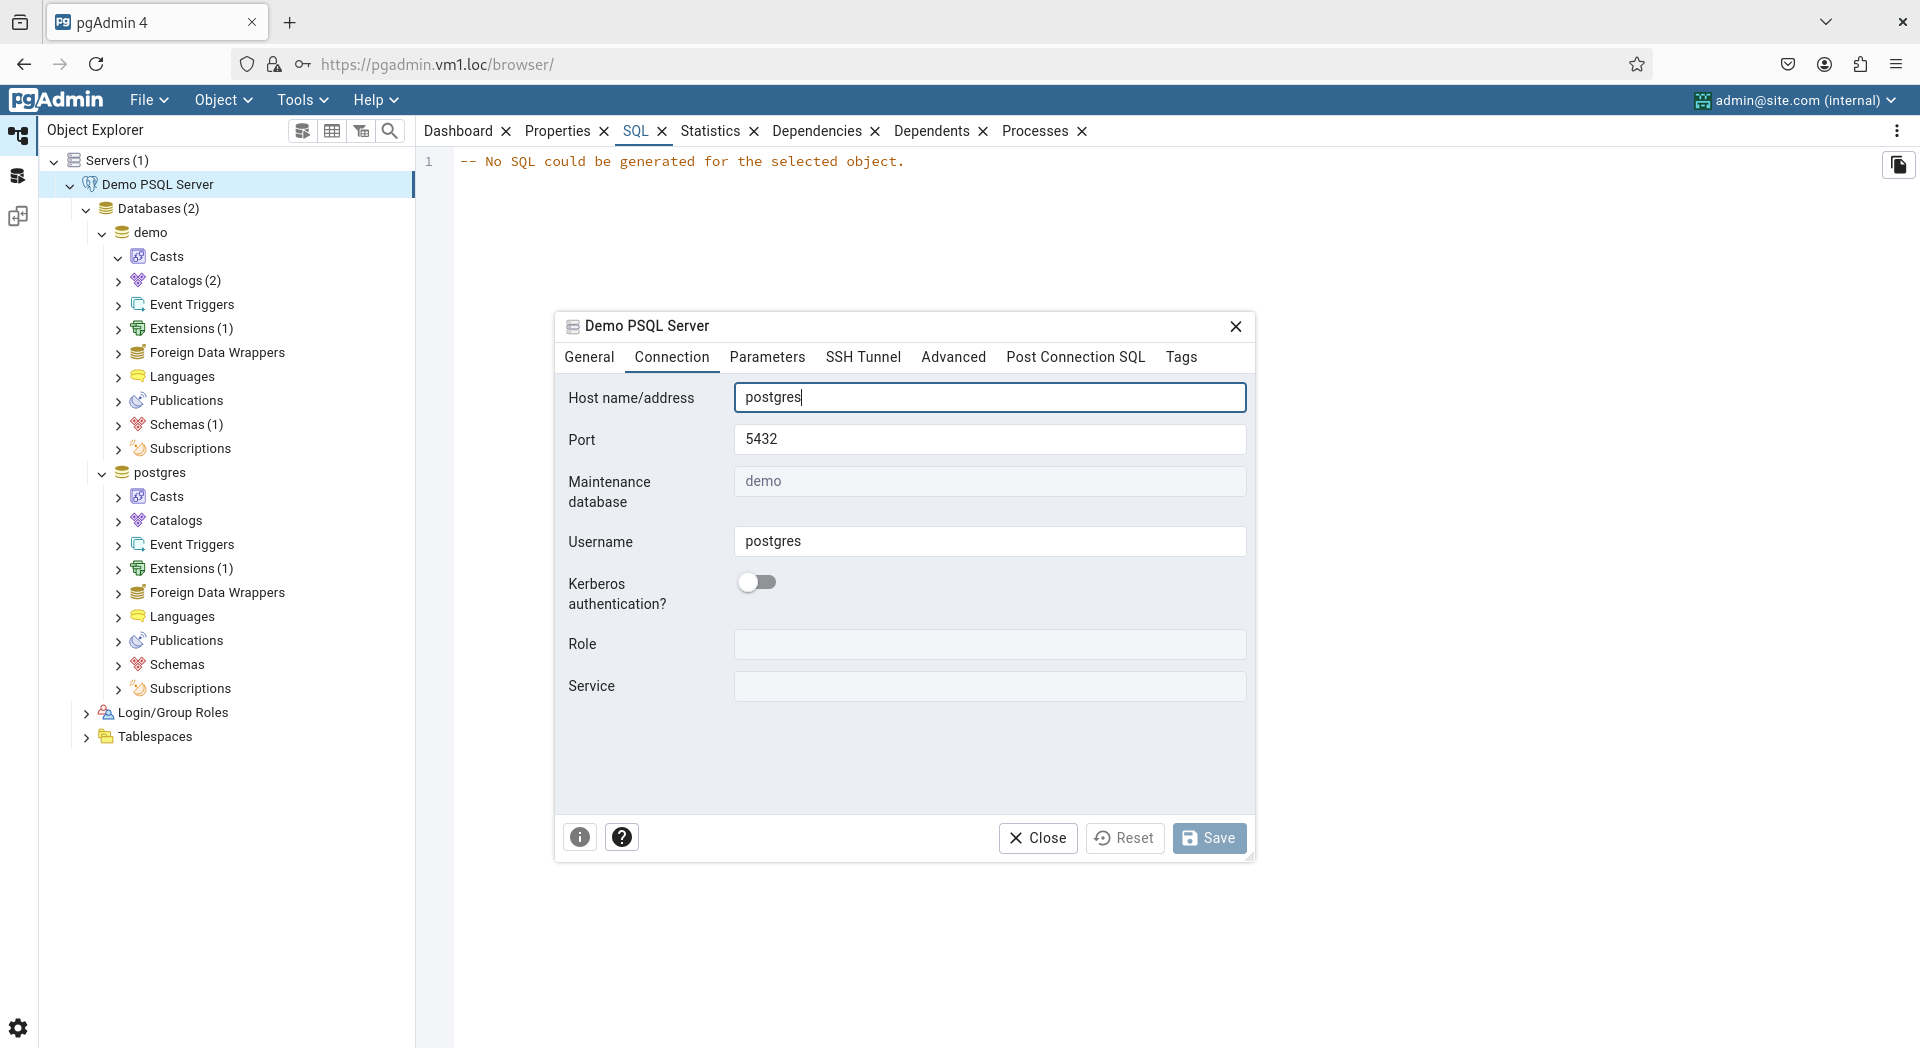 pgAdmin 4
https://pgadmin.vm1.loc/browser/
pgAdmin File Object Tools Help admin@site.com (internal)
Object Explorer
Dashboard Properties SQL Statistics Dependencies Dependents Processes
Servers (1)
Demo PSQL Server
Databases (2)
demo
Casts
Catalogs (2)
Event Triggers
Extensions (1)
Foreign Data Wrappers
Languages
Publications
Schemas (1)
Subscriptions
postgres
Casts
Catalogs
Event Triggers
Extensions (1)
Foreign Data Wrappers
Languages
Publications
Schemas
Subscriptions
Login/Group Roles
Tablespaces
1 -- No SQL could be generated for the selected object.
Demo PSQL Server
General Connection Parameters SSH Tunnel Advanced Post Connection SQL Tags
Host name/address postgres
Port 5432
Maintenance database demo
Username postgres
Kerberos authentication?
Role
Service
Close Reset Save